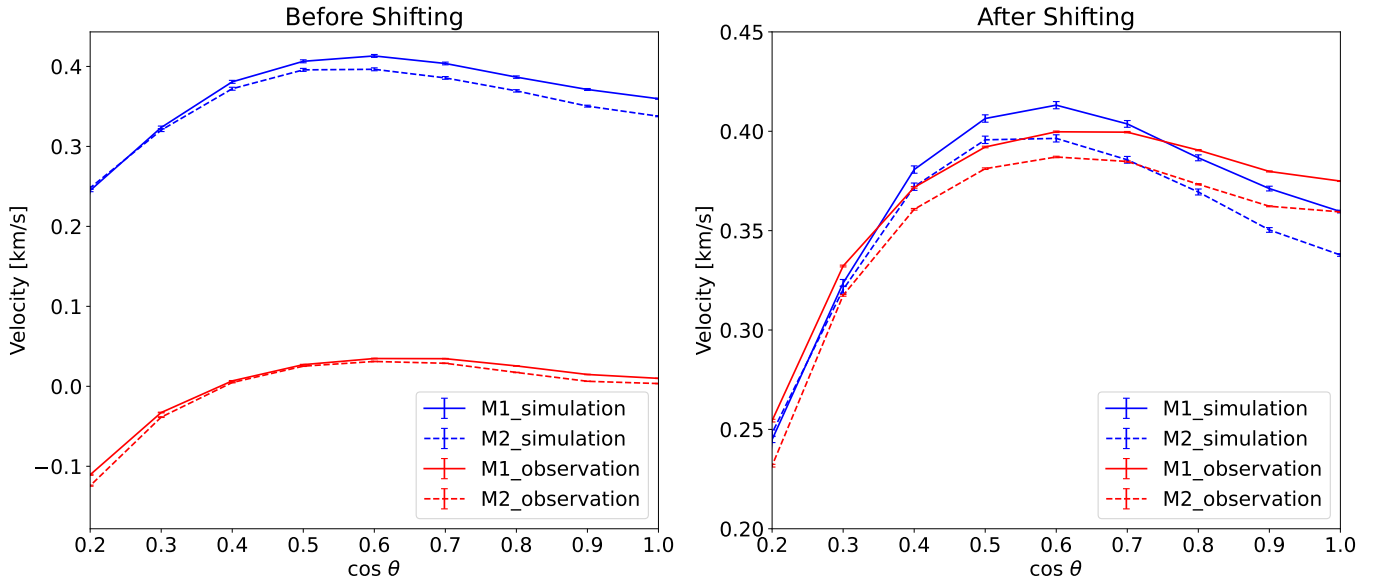 Before Shifting
Velocity [km/s]
0.4
0.3
0.2
0.1
0.0
−0.1
0.2 0.3 0.4 0.5 0.6 0.7 0.8 0.9 1.0
cos θ
M1_simulation
M2_simulation
M1_observation
M2_observation
After Shifting
Velocity [km/s]
0.45
0.40
0.35
0.30
0.25
0.20
0.2 0.3 0.4 0.5 0.6 0.7 0.8 0.9 1.0
cos θ
M1_simulation
M2_simulation
M1_observation
M2_observation